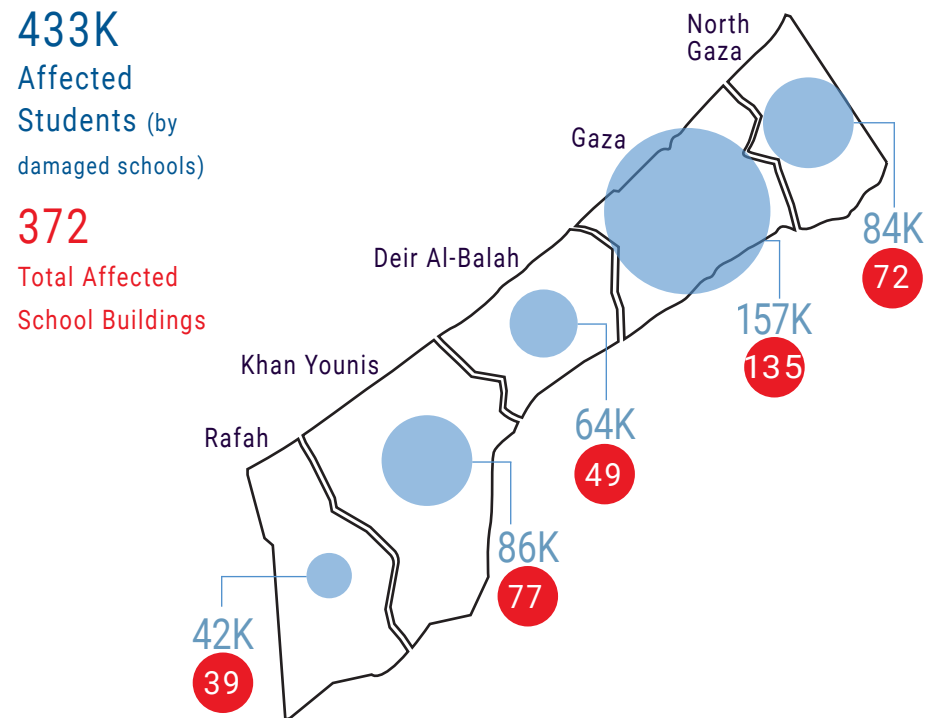 433K
Affected
Students (by
damaged schools)
372
Total Affected
School Buildings
North
Gaza
84K
72
Gaza
157K
135
Deir Al-Balah
64K
49
Khan Younis
86K
77
Rafah
42K
39